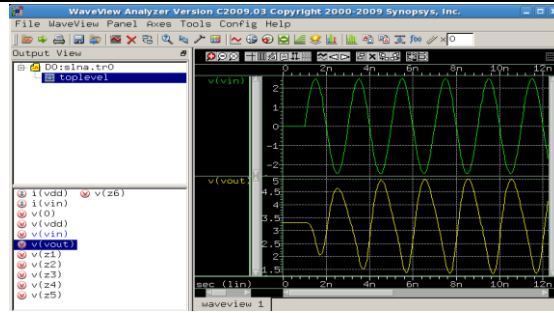 WaveView Analyzer Version C2009.03 Copyright 2000-2009 Synopsys, Inc.
File WaveView Panel Axes Tools Config Help
0
Output View
D0:slna.tr0
toplevel
i(vdd) v(z6)
i(vin)
v(0)
v(vdd)
v(vin)
v(vout)
v(z1)
v(z2)
v(z3)
v(z4)
v(z5)
0 2n 4n 6n 8n 10n 12n
v(vin)
2
1
0
-1
-2
v(vout)
4.5
4
3.5
3
2.5
2
1.5
sec (lin) 0 2n 4n 6n 8n 10n 12n
waveview 1